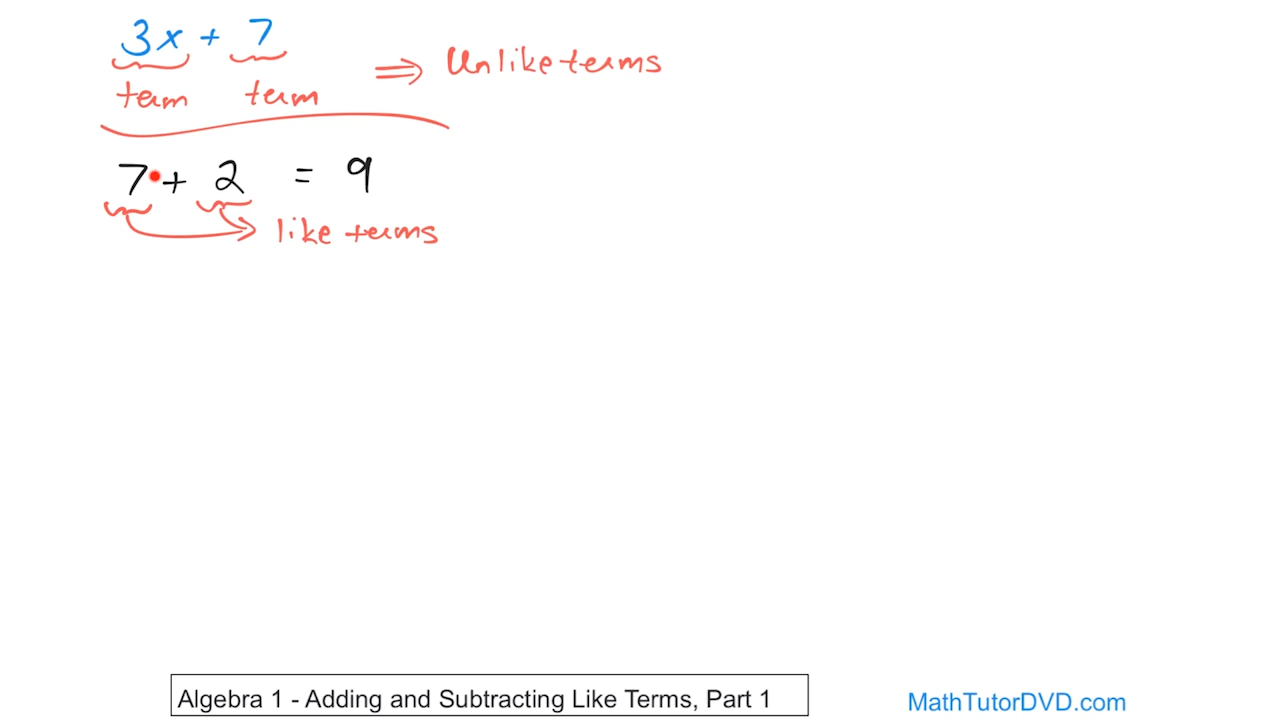 3x + 7
term term ⇒ Unlike terms
7 + 2 = 9
like terms
Algebra 1 - Adding and Subtracting Like Terms, Part 1
MathTutorDVD.com